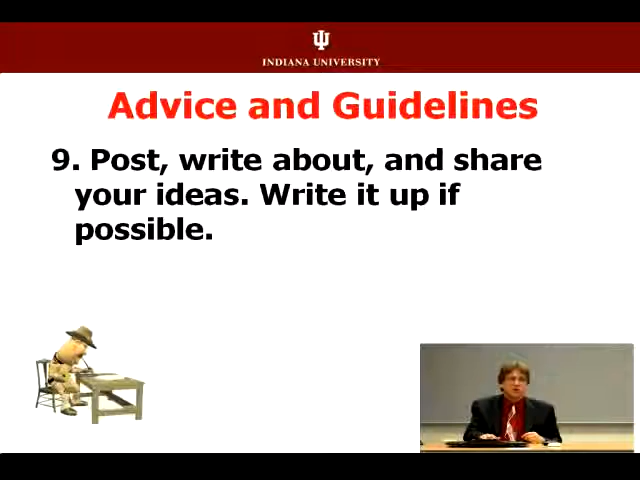 INDIANA UNIVERSITY
Advice and Guidelines
9. Post, write about, and share
your ideas. Write it up if
possible.